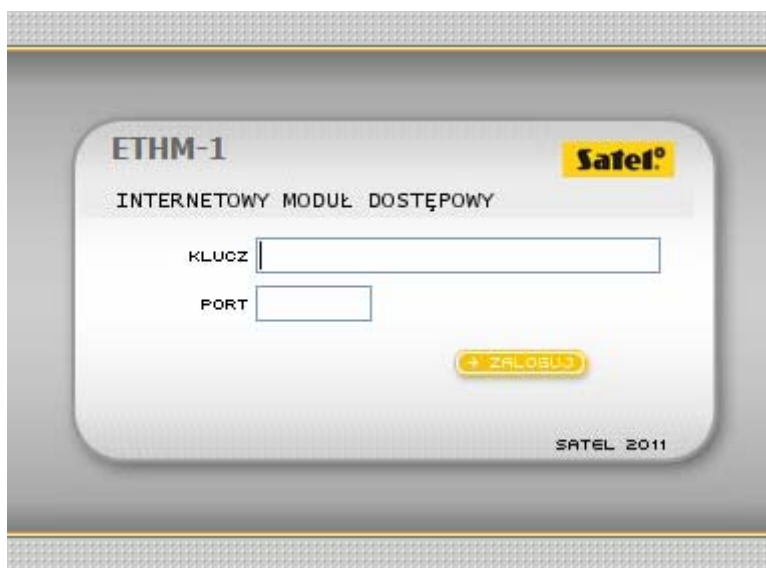 ETHM-1
Satel®
INTERNETOWY MODUŁ DOSTĘPOWY
KLUCZ
PORT
→ ZALOGUJ
SATEL 2011